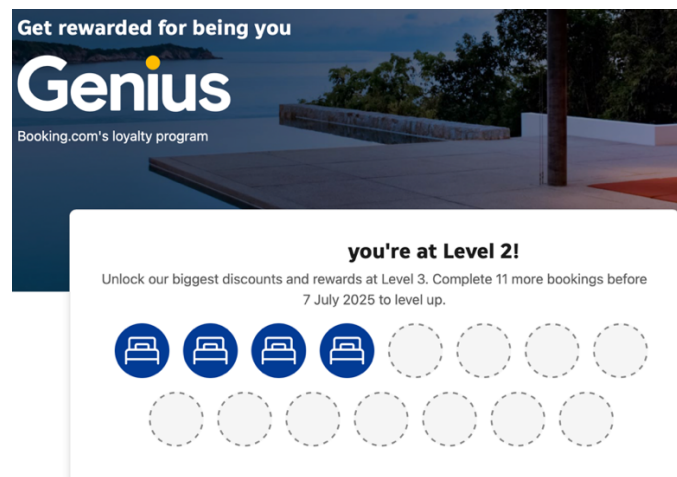 Get rewarded for being you
Genius
Booking.com's loyalty program
you're at Level 2!
Unlock our biggest discounts and rewards at Level 3. Complete 11 more bookings before
7 July 2025 to level up.